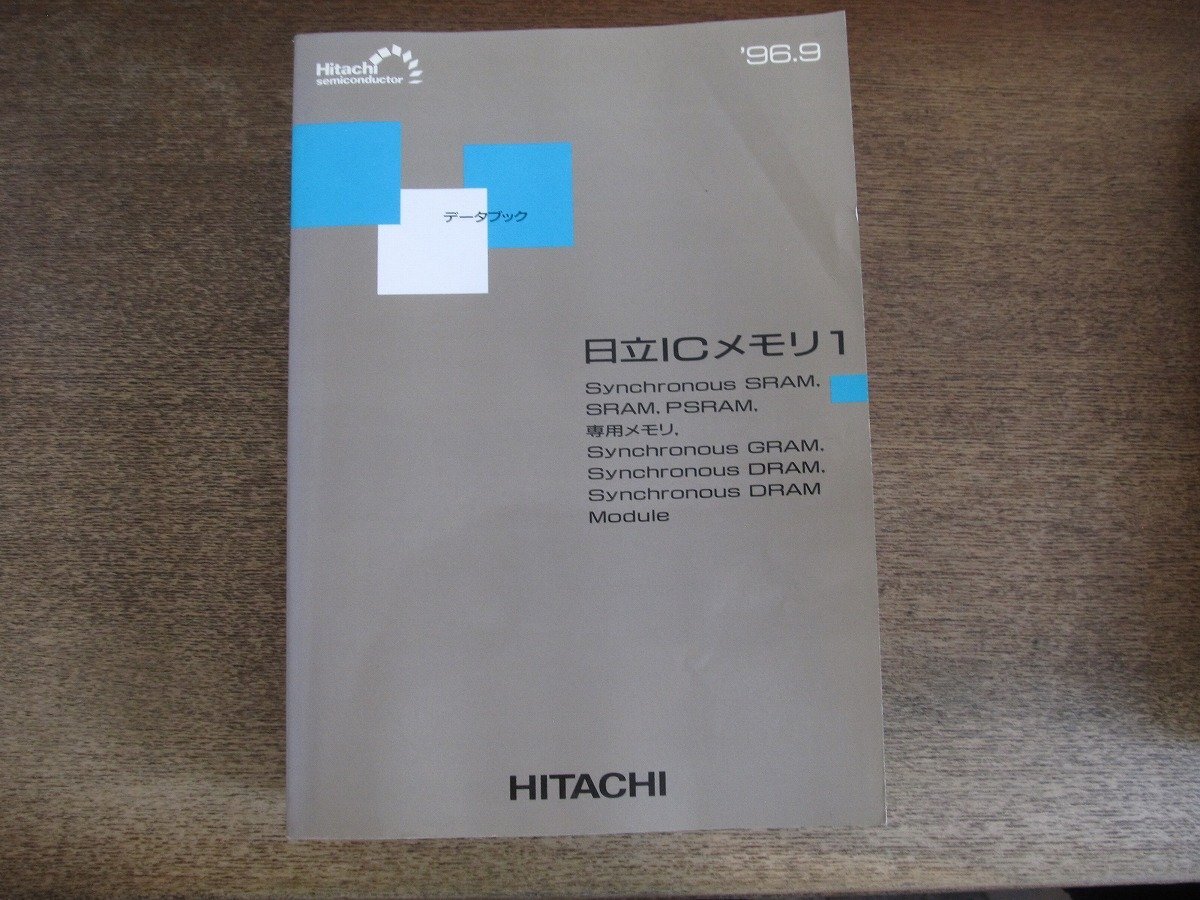 Hitachi
semiconductor
'96.9
データブック
日立ICメモリ1
Synchronous SRAM,
SRAM, PSRAM,
専用メモリ,
Synchronous GRAM,
Synchronous DRAM,
Synchronous DRAM
Module
HITACHI